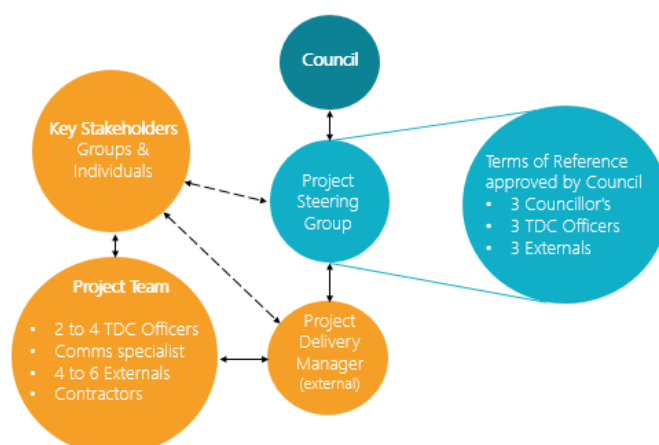 Council
Key Stakeholders
Groups &
Individuals
Project
Steering
Group
Terms of Reference
approved by Council
• 3 Councillor's
• 3 TDC Officers
• 3 Externals
Project Team
• 2 to 4 TDC Officers
• Comms specialist
• 4 to 6 Externals
• Contractors
Project
Delivery
Manager
(external)